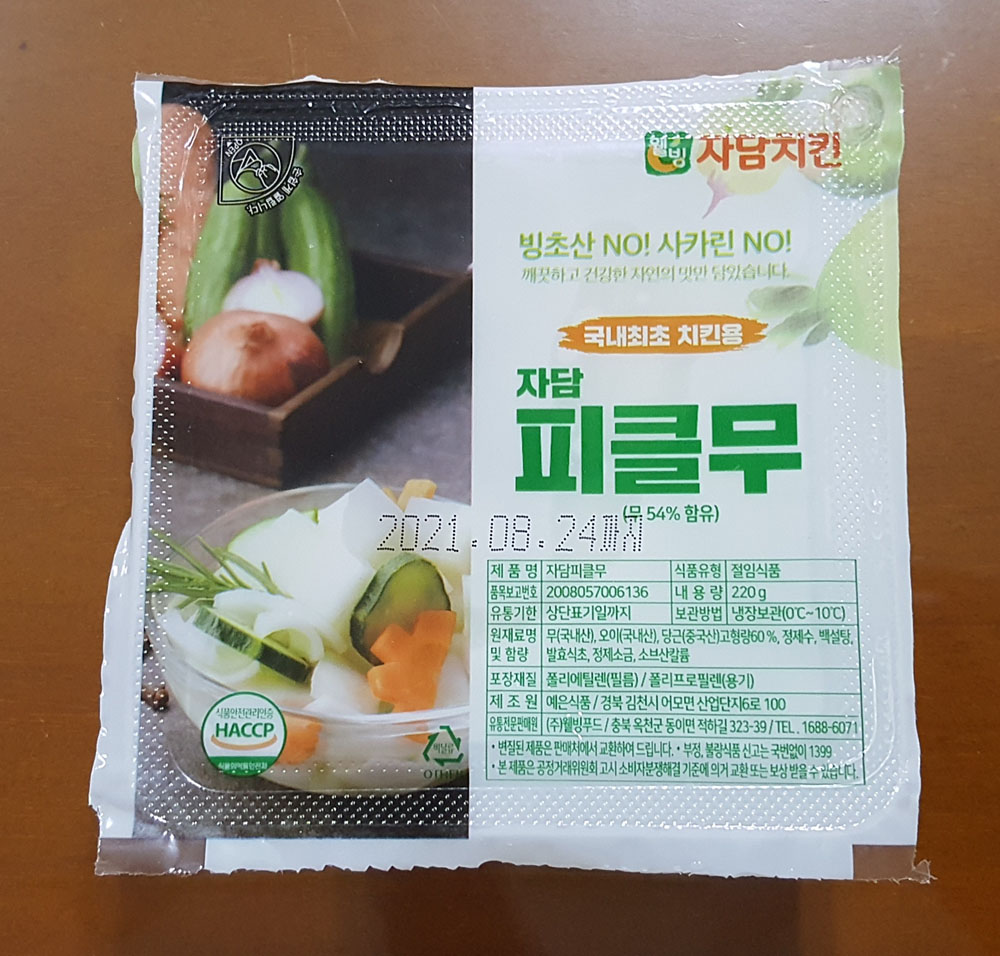 OPEN
손쉽게 열립니다.
웰빙 자담치킨
빙초산 NO! 사카린 NO!
깨끗하고 건강한 자연의 맛만 담았습니다.
국내최초 치킨용
자담
피클무
(무 54% 함유)
2021.08.24까지
제 품 명 자담피클무 식품유형 절임식품
품목보고번호 2008057006136 내 용 량 220 g
유통기한 상단표기일까지 보관방법 냉장보관(0℃~10℃)
원재료명 및 함량 무(국내산), 오이(국내산), 당근(중국산)고형량60 %, 정제수, 백설탕,
발효식초, 정제소금, 소브산칼륨
포장재질 폴리에틸렌(필름) / 폴리프로필렌(용기)
제 조 원 예은식품 / 경북 김천시 어모면 산업단지6로 100
유통전문판매원 (주)웰빙푸드 / 충북 옥천군 동이면 적하길 323-39 / TEL. 1688-6071
• 변질된 제품은 판매처에서 교환하여 드립니다. • 부정, 불량식품 신고는 국번없이 1399
• 본 제품은 공정거래위원회 고시 소비자분쟁해결 기준에 의거 교환 또는 보상 받을 수 있습니다.
식품안전관리인증
HACCP
식품의약품안전처
비닐류
OTHER